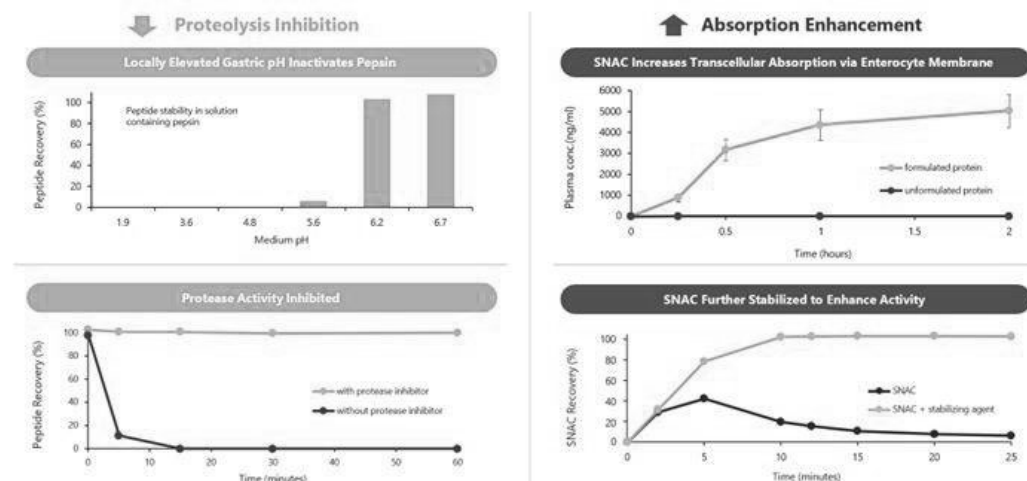 Proteolysis Inhibition
Locally Elevated Gastric pH Inactivates Pepsin
Peptide Recovery (%)
100
80
60
40
20
0
Peptide stability in solution
containing pepsin
1.9 3.6 4.8 5.6 6.2 6.7
Medium pH
Protease Activity Inhibited
Peptide Recovery (%)
100
80
60
40
20
0
with protease inhibitor
without protease inhibitor
0 10 20 30 40 50 60
Time (minutes)
Absorption Enhancement
SNAC Increases Transcellular Absorption via Enterocyte Membrane
Plasma conc.(ng/ml)
6000
5000
4000
3000
2000
1000
0
formulated protein
unformulated protein
0 0.5 1 1.5 2
Time (hours)
SNAC Further Stabilized to Enhance Activity
SNAC Recovery (%)
100
80
60
40
20
0
SNAC
SNAC + stabilizing agent
0 5 10 15 20 25
Time (minutes)